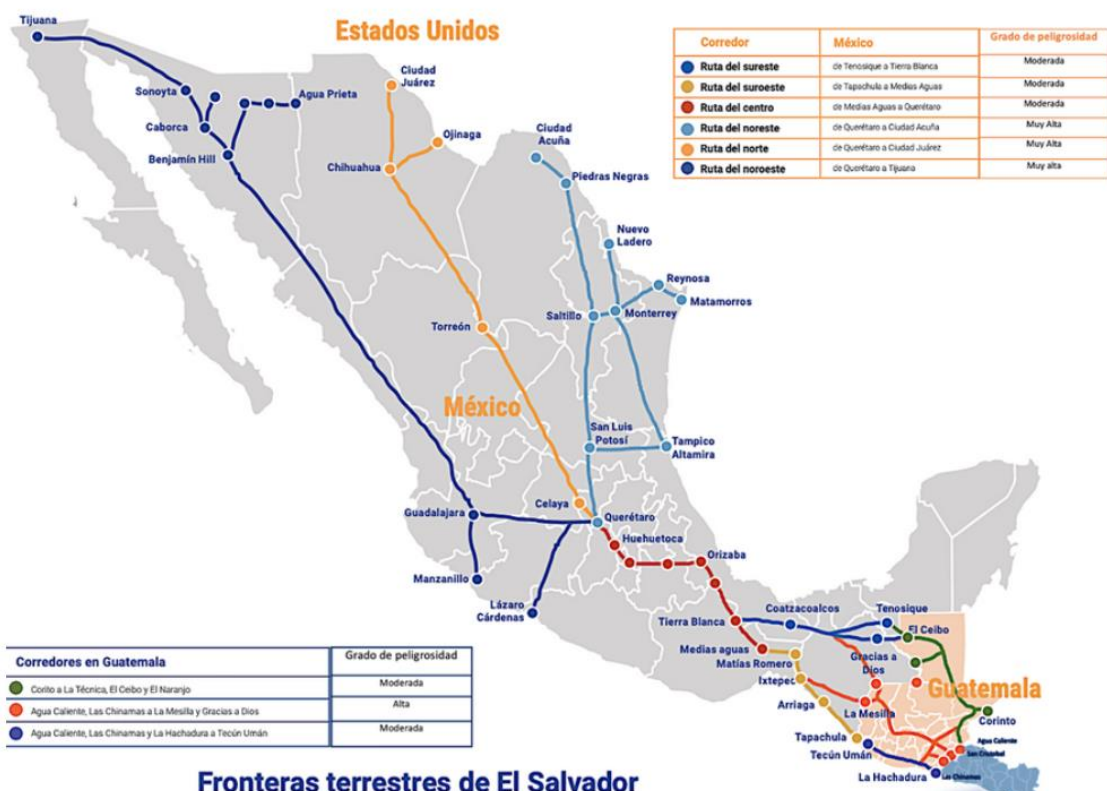 Tijuana
Estados Unidos
Corredor México Grado de peligrosidad
Ruta del sureste de Tenosique a Tierra Blanca Moderada
Ruta del suroeste de Tapachula a Medias Aguas Moderada
Ruta del centro de Medias Aguas a Querétaro Moderada
Ruta del noreste de Querétaro a Ciudad Acuña Muy Alta
Ruta del norte de Querétaro a Ciudad Juárez Muy Alta
Ruta del noroeste de Querétaro a Tijuana Muy alta
Ciudad
Juárez
Sonoyta
Agua Prieta
Caborca
Ojinaga
Ciudad
Acuña
Benjamín Hill
Chihuahua
Piedras Negras
Nuevo
Ladero
Reynosa
Matamorros
Saltillo
Monterrey
Torreón
México
San Luis
Potosí
Tampico
Altamira
Celaya
Guadalajara
Querétaro
Huehuetoca
Orizaba
Manzanillo
Lázaro
Cárdenas
Tierra Blanca
Coatzacoalcos
Tenosique
El Ceibo
Medias aguas
Matías Romero
Gracias a
Dios
Ixtepec
Guatemala
Arriaga
La Mesilla
Corinto
Tapachula
Tecún Umán
Agua Caliente
San Cristóbal
La Hachadura
Las Chinamas
Corredores en Guatemala Grado de peligrosidad
Corito a La Técnica, El Ceibo y El Naranjo Moderada
Agua Caliente, Las Chinamas a La Mesilla y Gracias a Dios Alta
Agua Caliente, Las Chinamas y La Hachadura a Tecún Umán Moderada
Fronteras terrestres de El Salvador